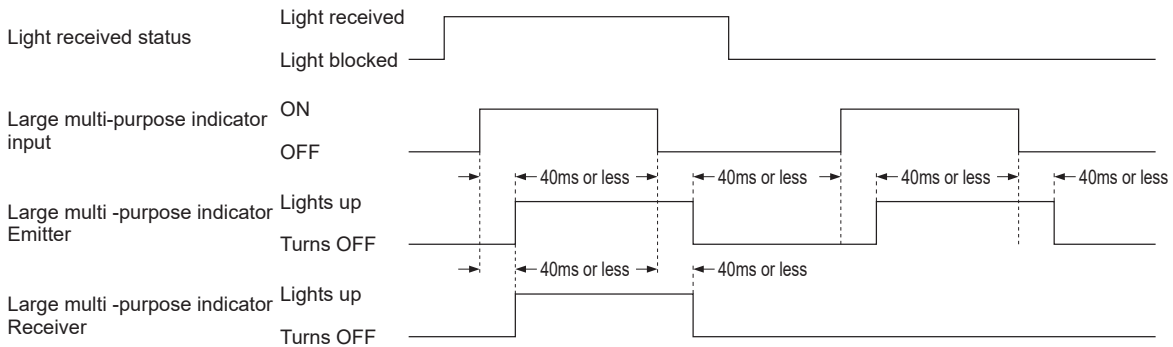 Light received status
Light received
Light blocked
Large multi-purpose indicator
input
ON
OFF
40ms or less
40ms or less
40ms or less
40ms or less
Large multi -purpose indicator
Emitter
Lights up
Turns OFF
40ms or less
40ms or less
Large multi -purpose indicator
Receiver
Lights up
Turns OFF